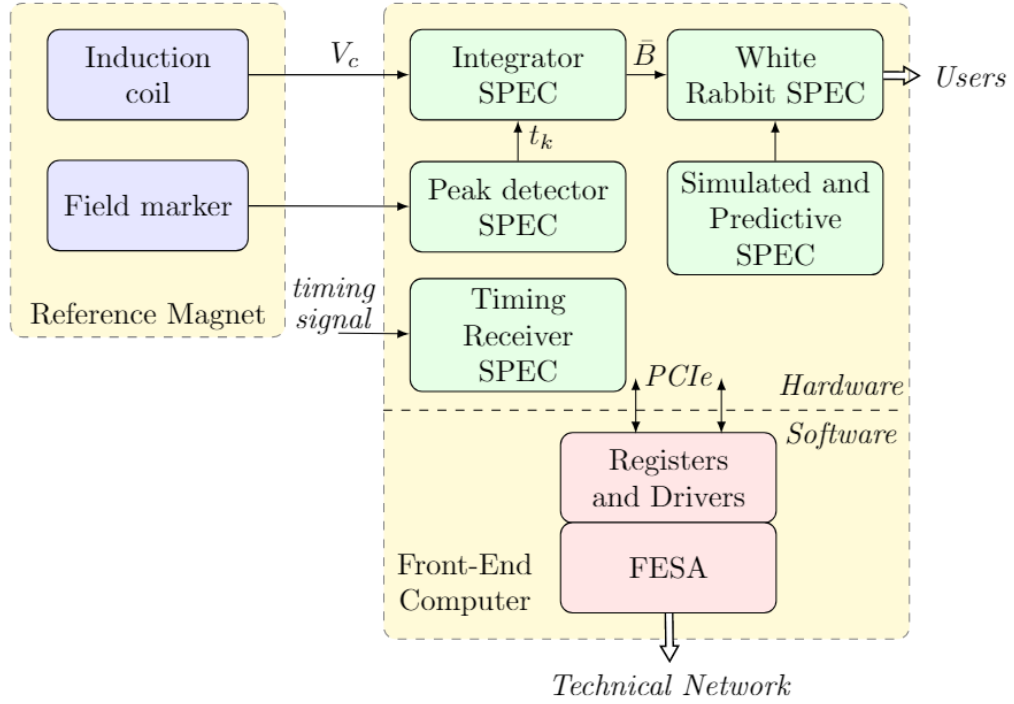 Induction
coil
V_c
Integrator
SPEC
B̄
White
Rabbit SPEC
Users
t_k
Field marker
Peak detector
SPEC
Simulated and
Predictive
SPEC
Reference Magnet
timing
signal
Timing
Receiver
SPEC
PCIe
Hardware
Software
Registers
and Drivers
Front-End
Computer
FESA
Technical Network